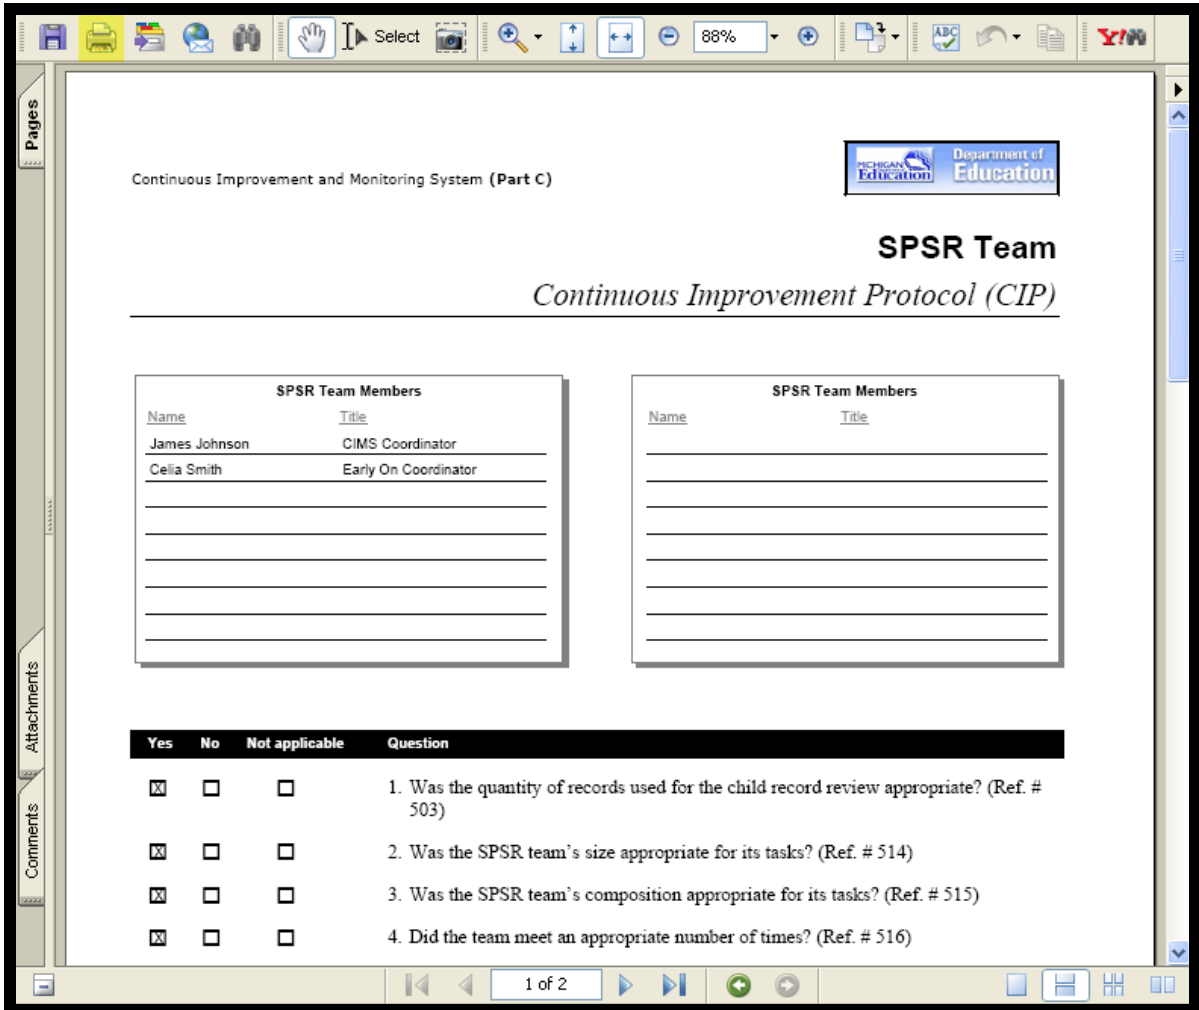 Select
88%
ABC
Y!
Pages
Continuous Improvement and Monitoring System (Part C)
MICHIGAN
Education
Department of
Education
SPSR Team
Continuous Improvement Protocol (CIP)
SPSR Team Members
Name Title
James Johnson CIMS Coordinator
Celia Smith Early On Coordinator
SPSR Team Members
Name Title
Attachments
Comments
Yes No Not applicable Question
X 1. Was the quantity of records used for the child record review appropriate? (Ref. #
503)
X 2. Was the SPSR team's size appropriate for its tasks? (Ref. # 514)
X 3. Was the SPSR team's composition appropriate for its tasks? (Ref. # 515)
X 4. Did the team meet an appropriate number of times? (Ref. # 516)
1 of 2